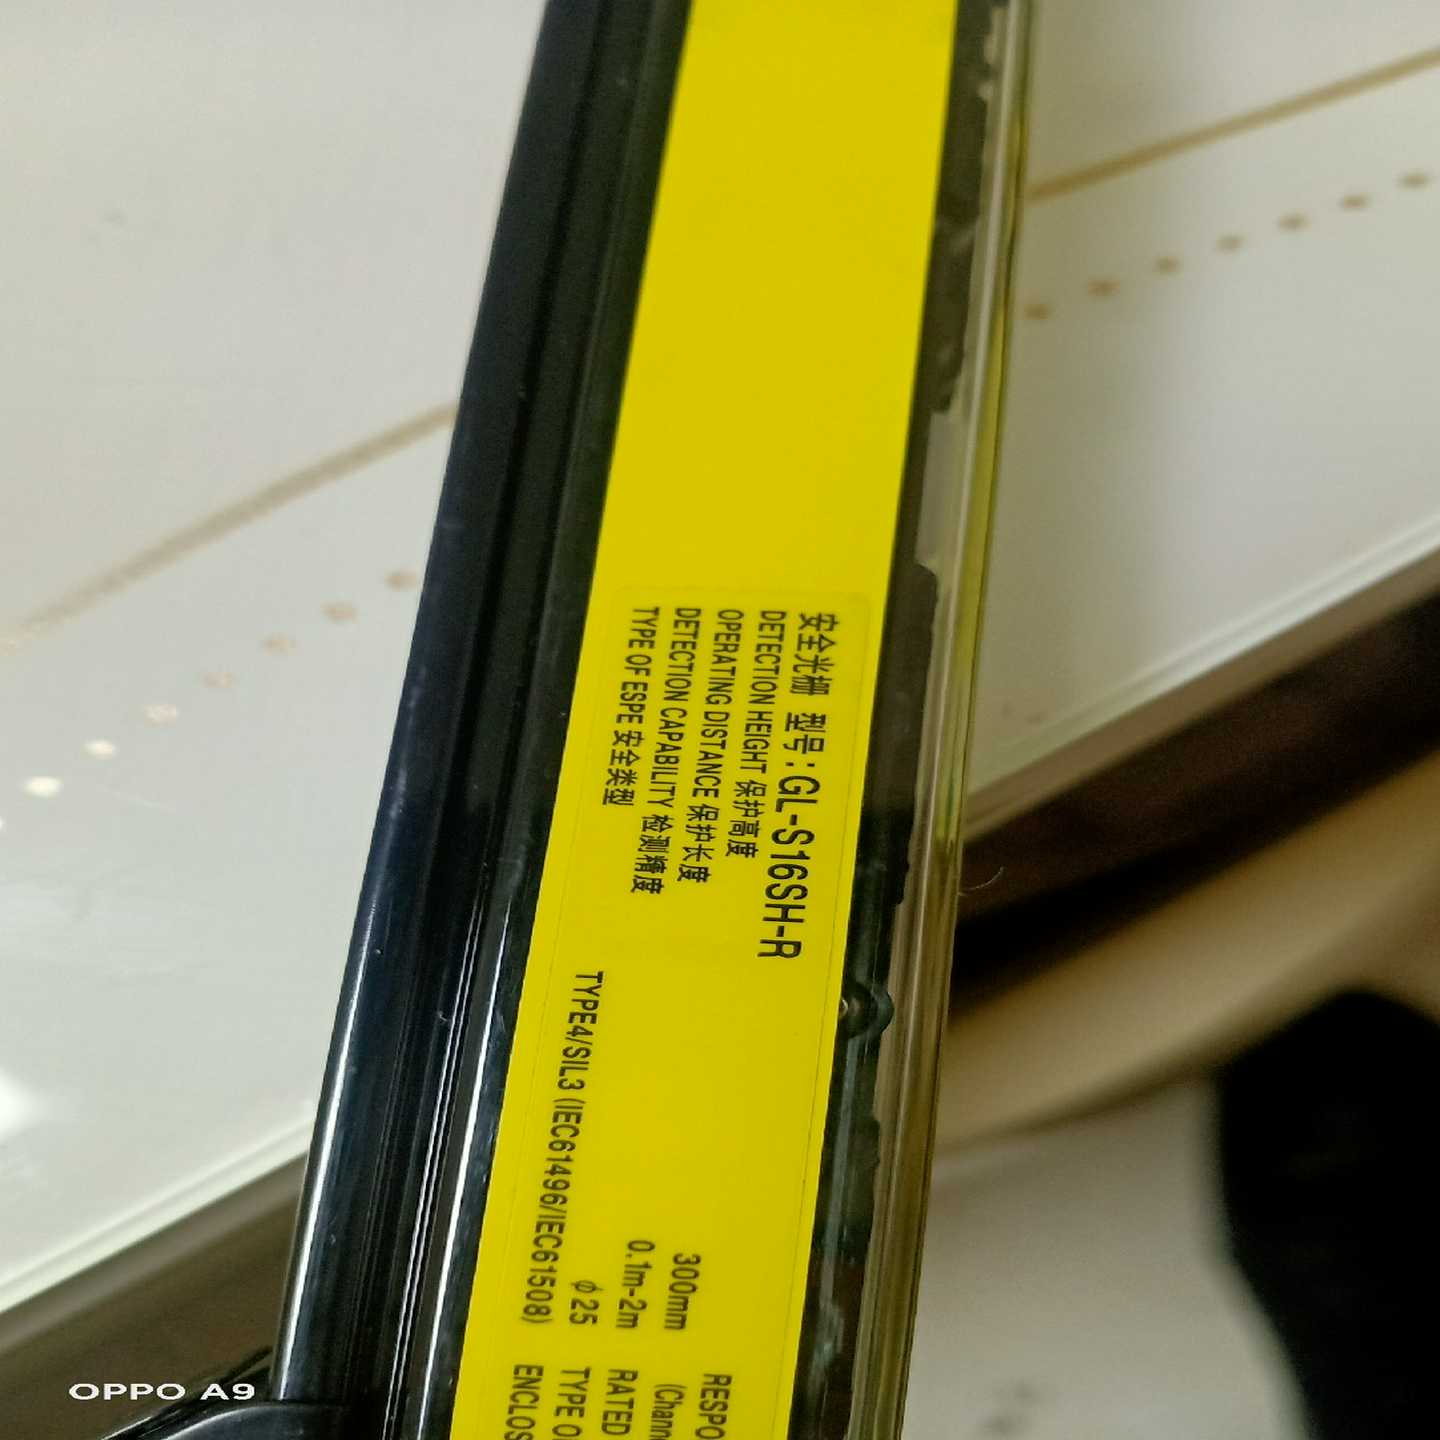 安全光栅 型号: GL-S16SH-R
DETECTION HEIGHT 保护高度 300mm
OPERATING DISTANCE 保护长度 0.1m-2m
DETECTION CAPABILITY 检测精度 ϕ25
TYPE OF ESPE 安全类型 TYPE4/SIL3 (IEC61496/IEC61508)
RESPO
(Chann
RATED
TYPE O
ENCLOS
OPPO A9